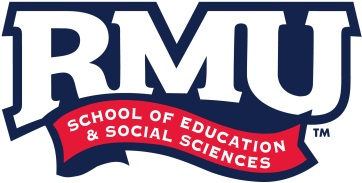 RMU
SCHOOL OF EDUCATION
& SOCIAL SCIENCES
TM